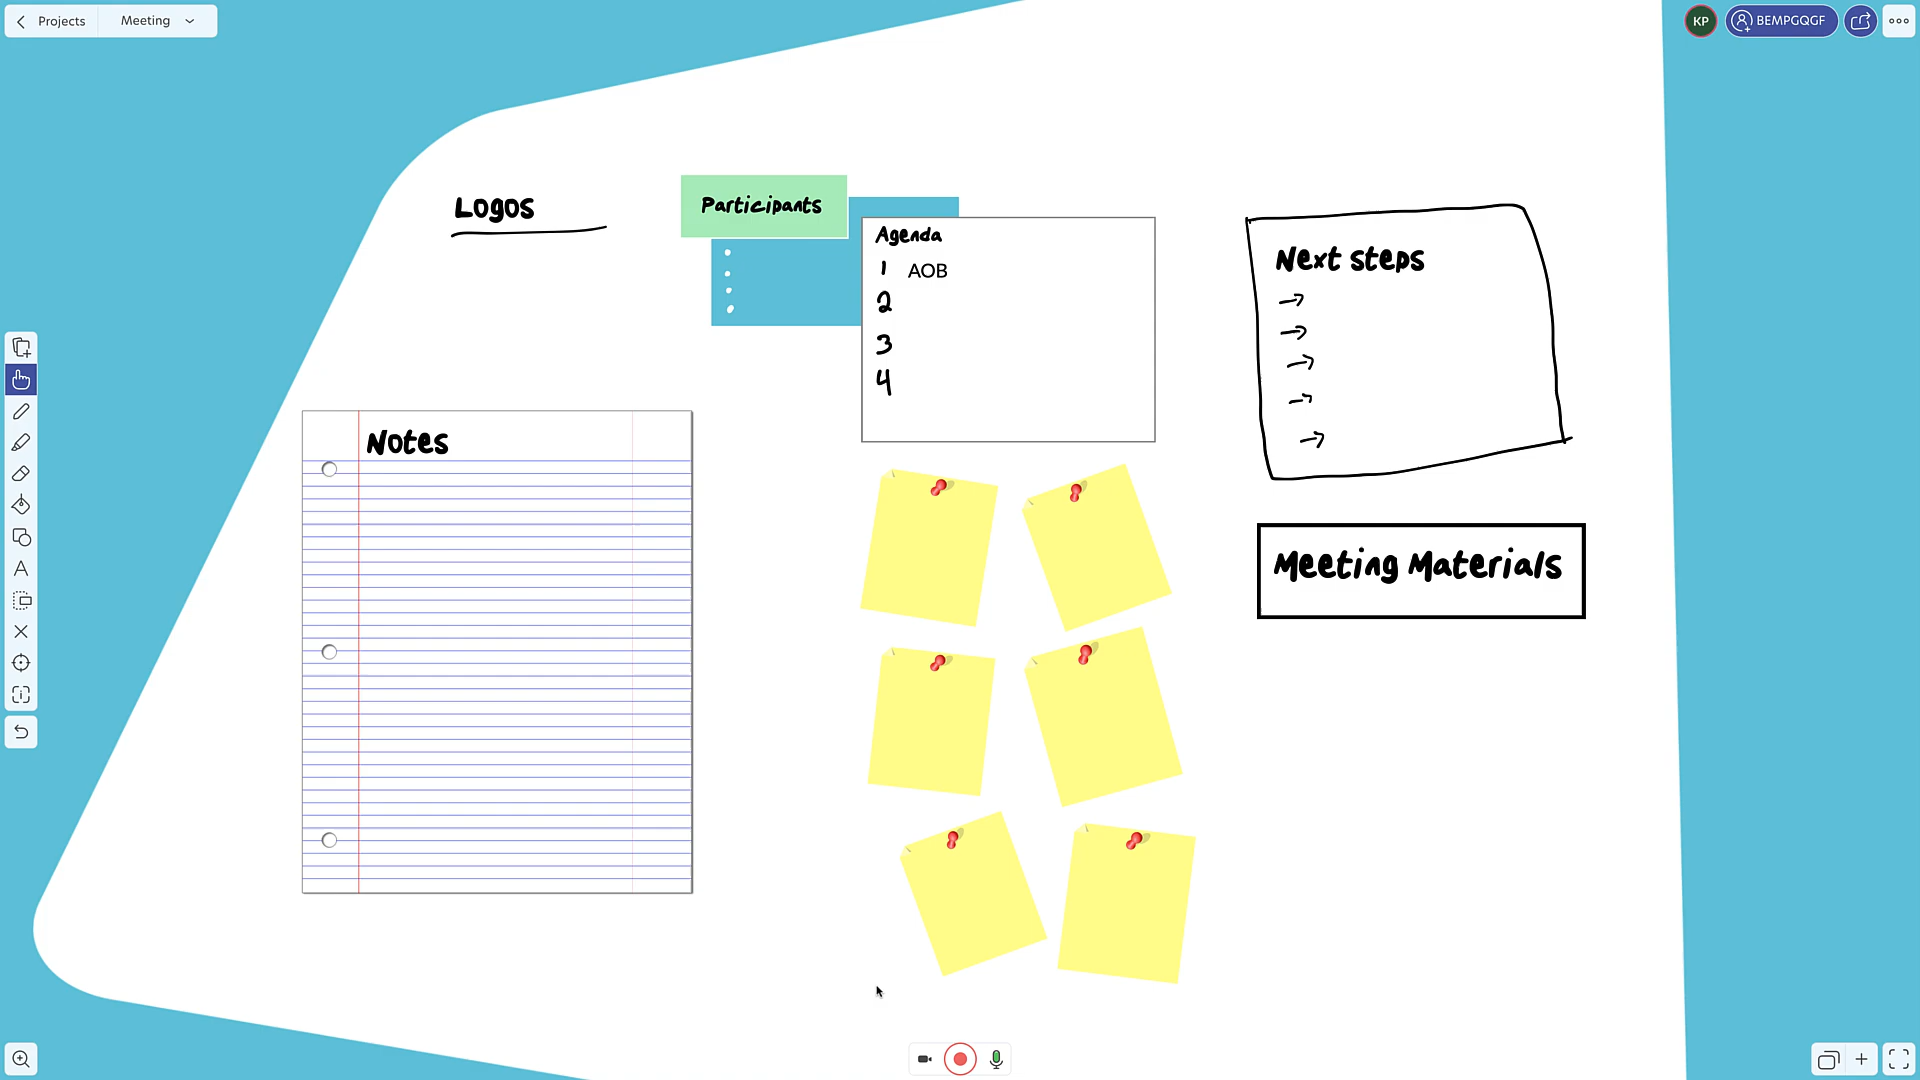 Projects
Meeting
KP
BEMPGQGF
Logos
Participants
Agenda
1 AOB
2
3
4
Next steps
Notes
Meeting Materials